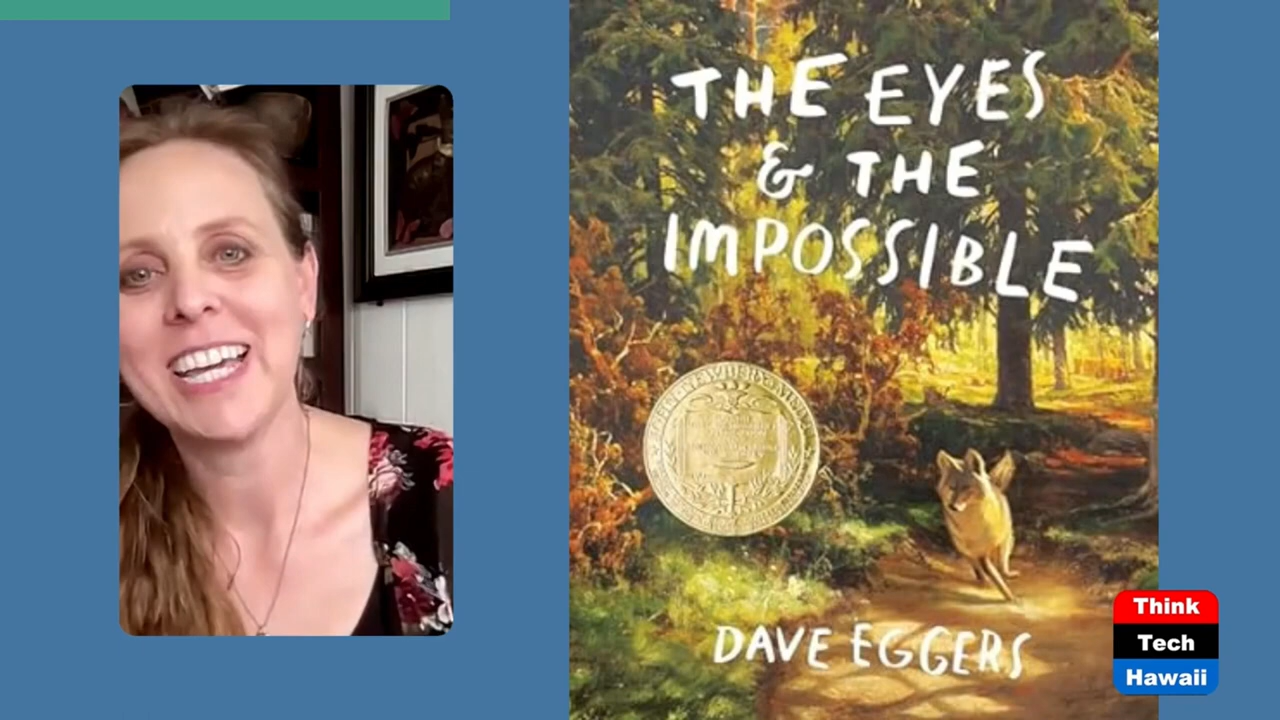 THE EYES
& THE
IMPOSSIBLE
DAVE EGGERS
Think
Tech
Hawaii